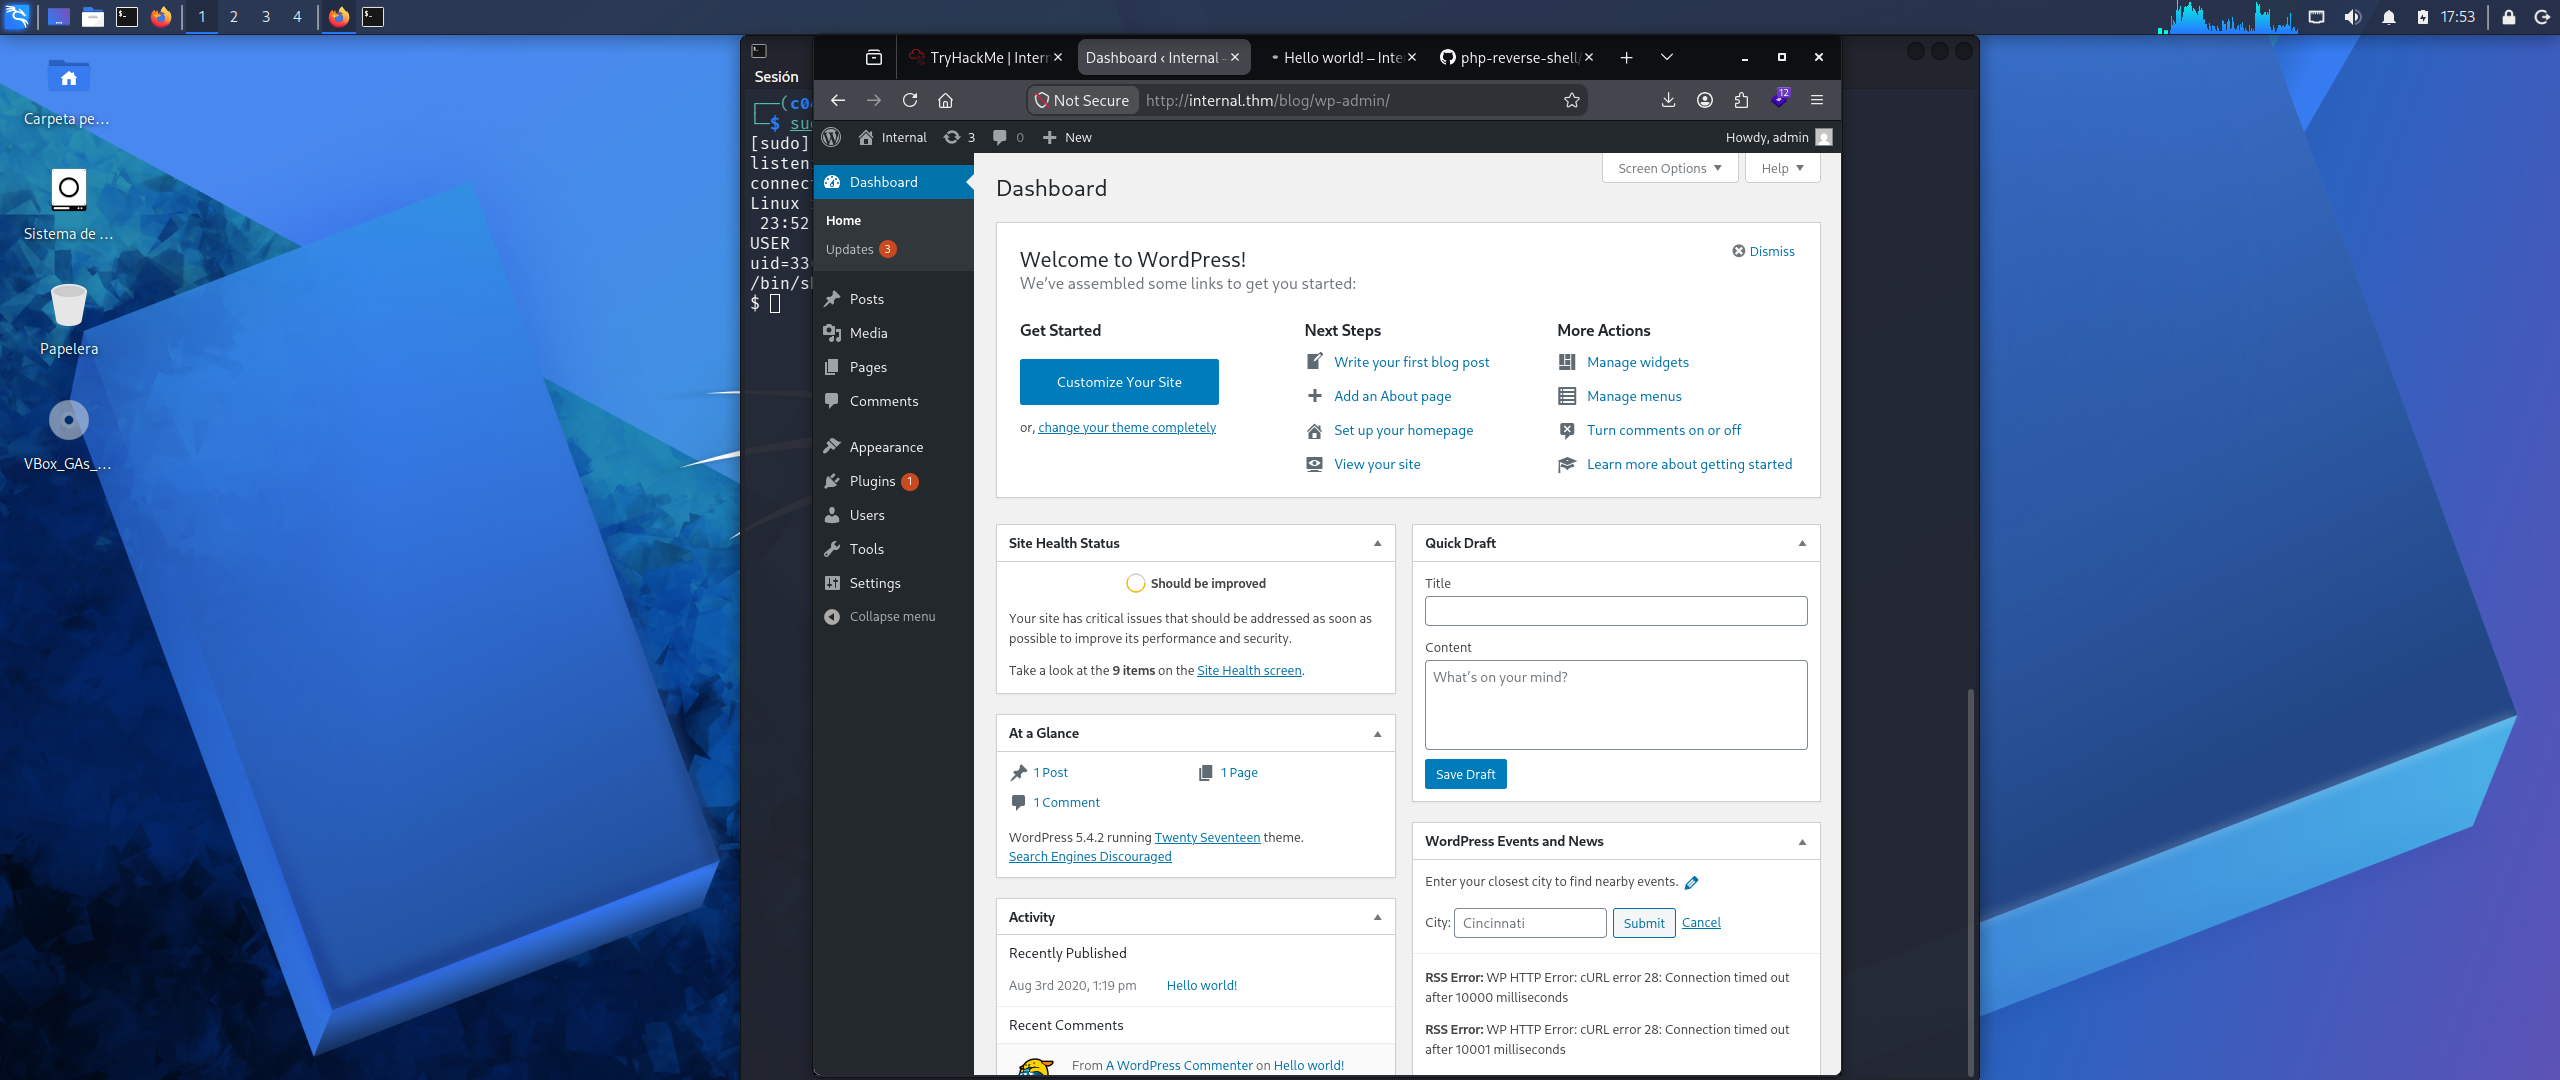 1 2 3 4
12
17:53
Carpeta pe...
Sistema de ...
Papelera
VBox_GAs_...
Sesión
$ 
[sudo]
listen
connect
Linux
23:52
USER
uid=33
/bin/s
$
TryHackMe | Intern
Dashboard ‹ Internal -
Hello world! – Inte
php-reverse-shell/
Not Secure
http://internal.thm/blog/wp-admin/
Internal
3
0
New
Howdy, admin
Dashboard
Home
Updates 3
Posts
Media
Pages
Comments
Appearance
Plugins 1
Users
Tools
Settings
Collapse menu
Screen Options
Help
Dashboard
Welcome to WordPress!
We've assembled some links to get you started:
Dismiss
Get Started
Customize Your Site
or, change your theme completely
Next Steps
Write your first blog post
Add an About page
Set up your homepage
View your site
More Actions
Manage widgets
Manage menus
Turn comments on or off
Learn more about getting started
Site Health Status
Should be improved
Your site has critical issues that should be addressed as soon as
possible to improve its performance and security.
Take a look at the 9 items on the Site Health screen.
At a Glance
1 Post
1 Page
1 Comment
WordPress 5.4.2 running Twenty Seventeen theme.
Search Engines Discouraged
Activity
Recently Published
Aug 3rd 2020, 1:19 pm
Hello world!
Recent Comments
From A WordPress Commenter on Hello world!
Quick Draft
Title
Content
What's on your mind?
Save Draft
WordPress Events and News
Enter your closest city to find nearby events.
City:
Cincinnati
Submit
Cancel
RSS Error: WP HTTP Error: cURL error 28: Connection timed out
after 10000 milliseconds
RSS Error: WP HTTP Error: cURL error 28: Connection timed out
after 10001 milliseconds